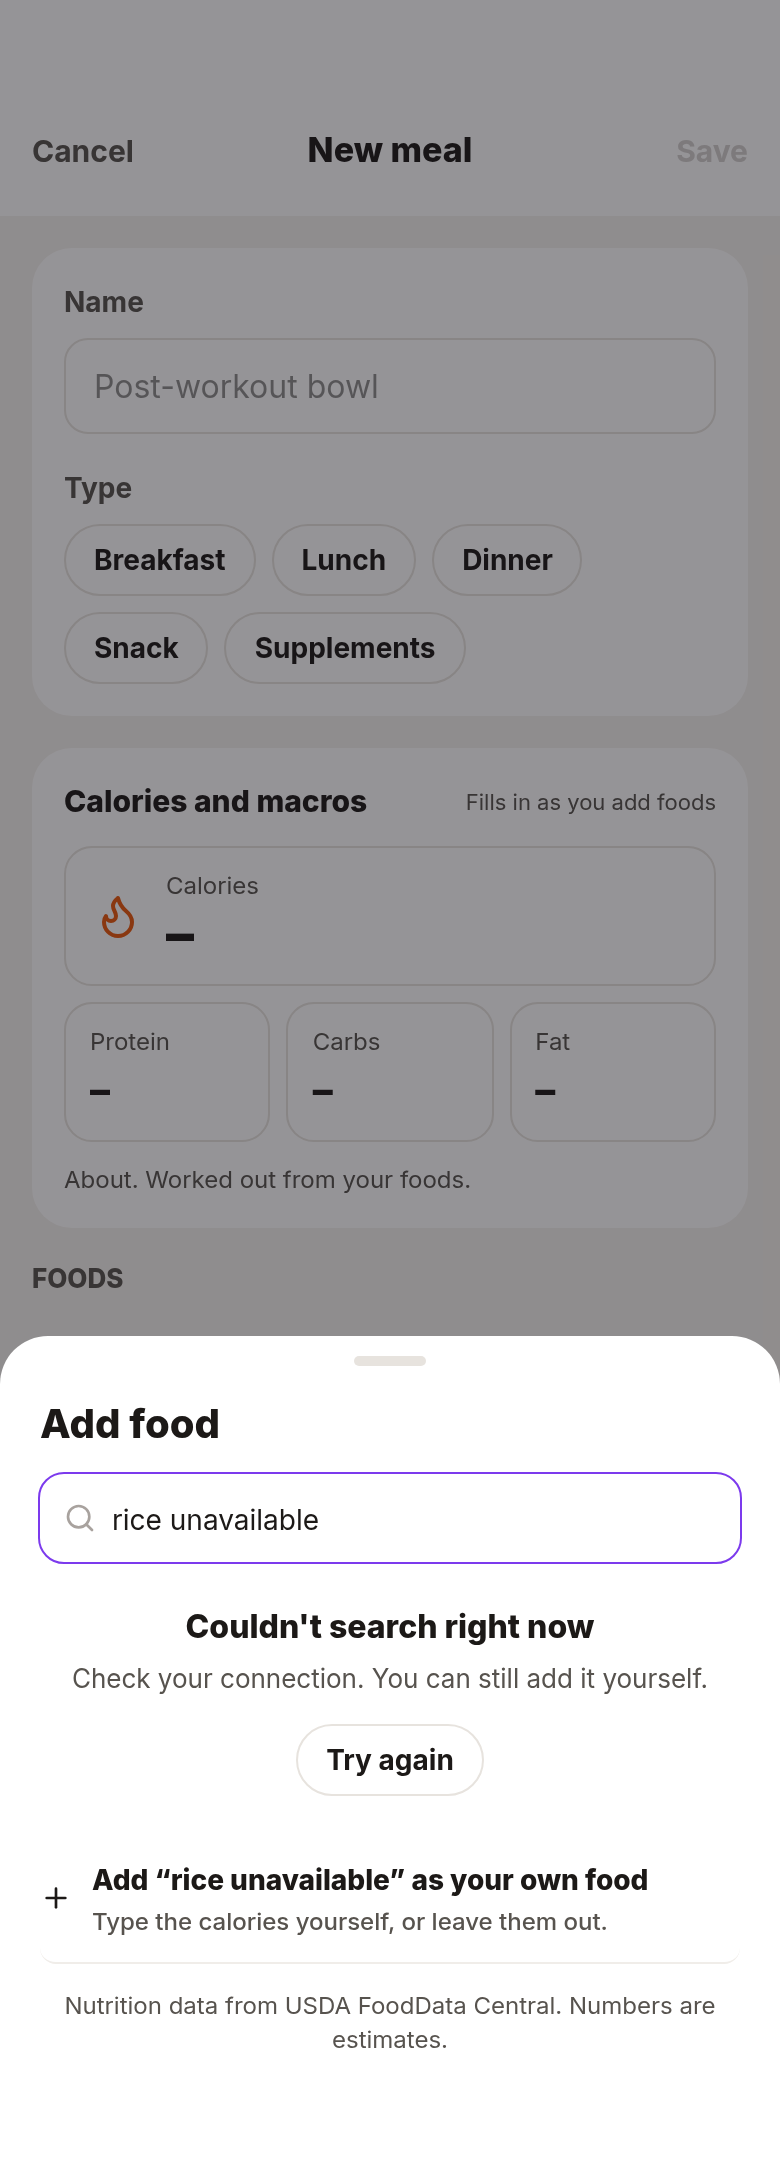 Cancel
New meal
Save
Name
Post-workout bowl
Type
Breakfast
Lunch
Dinner
Snack
Supplements
Calories and macros
Fills in as you add foods
Calories
–
Protein
Carbs
Fat
–
–
–
About. Worked out from your foods.
FOODS
Add food
rice unavailable
Couldn't search right now
Check your connection. You can still add it yourself.
Try again
Add “rice unavailable” as your own food
Type the calories yourself, or leave them out.
Nutrition data from USDA FoodData Central. Numbers are
estimates.